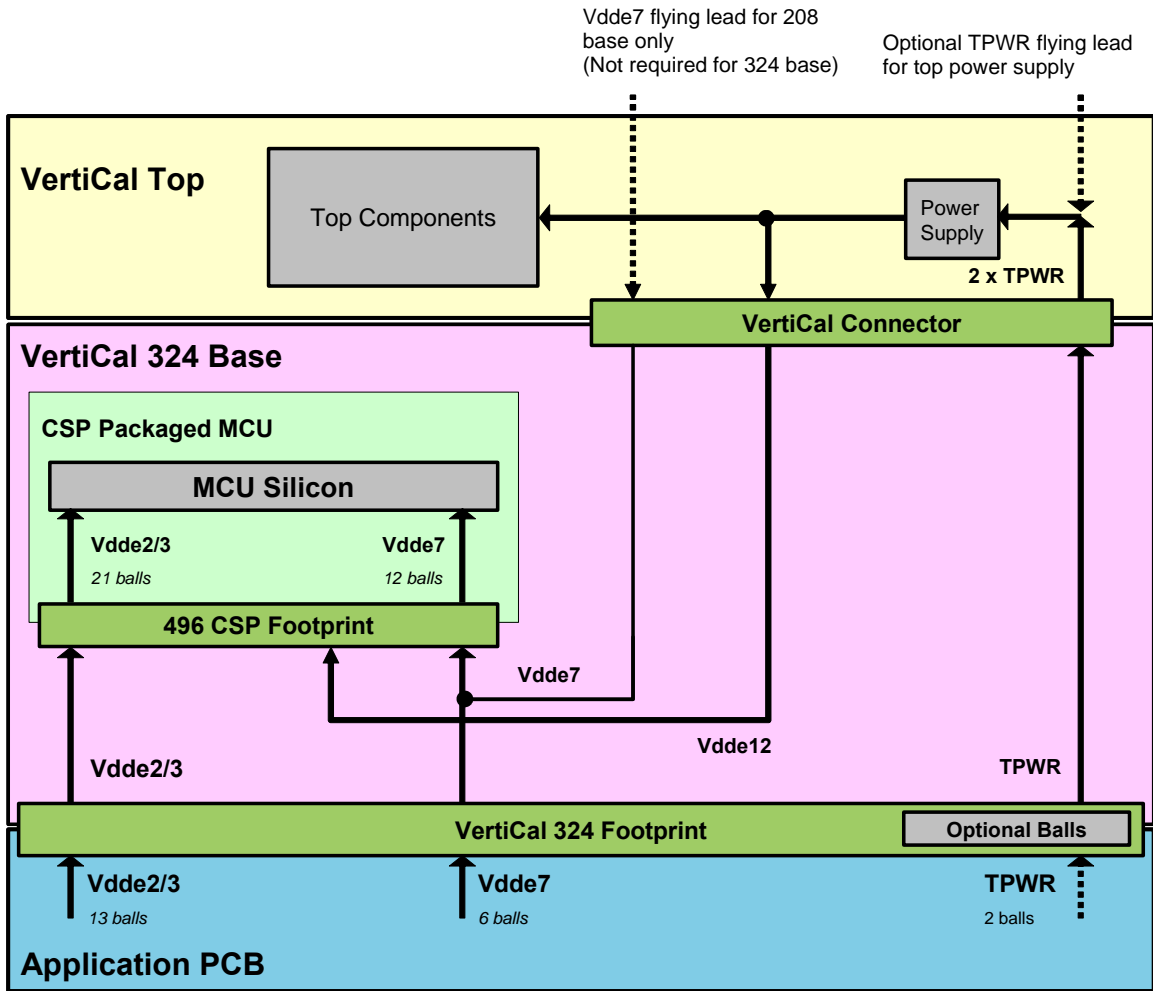 Vdde7 flying lead for 208
base only
(Not required for 324 base)
Optional TPWR flying lead
for top power supply
VertiCal Top
Top Components
Power
Supply
2 x TPWR
VertiCal Connector
VertiCal 324 Base
CSP Packaged MCU
MCU Silicon
Vdde2/3
21 balls
Vdde7
12 balls
496 CSP Footprint
Vdde7
Vdde12
Vdde2/3
TPWR
VertiCal 324 Footprint
Optional Balls
Vdde2/3
13 balls
Vdde7
6 balls
TPWR
2 balls
Application PCB